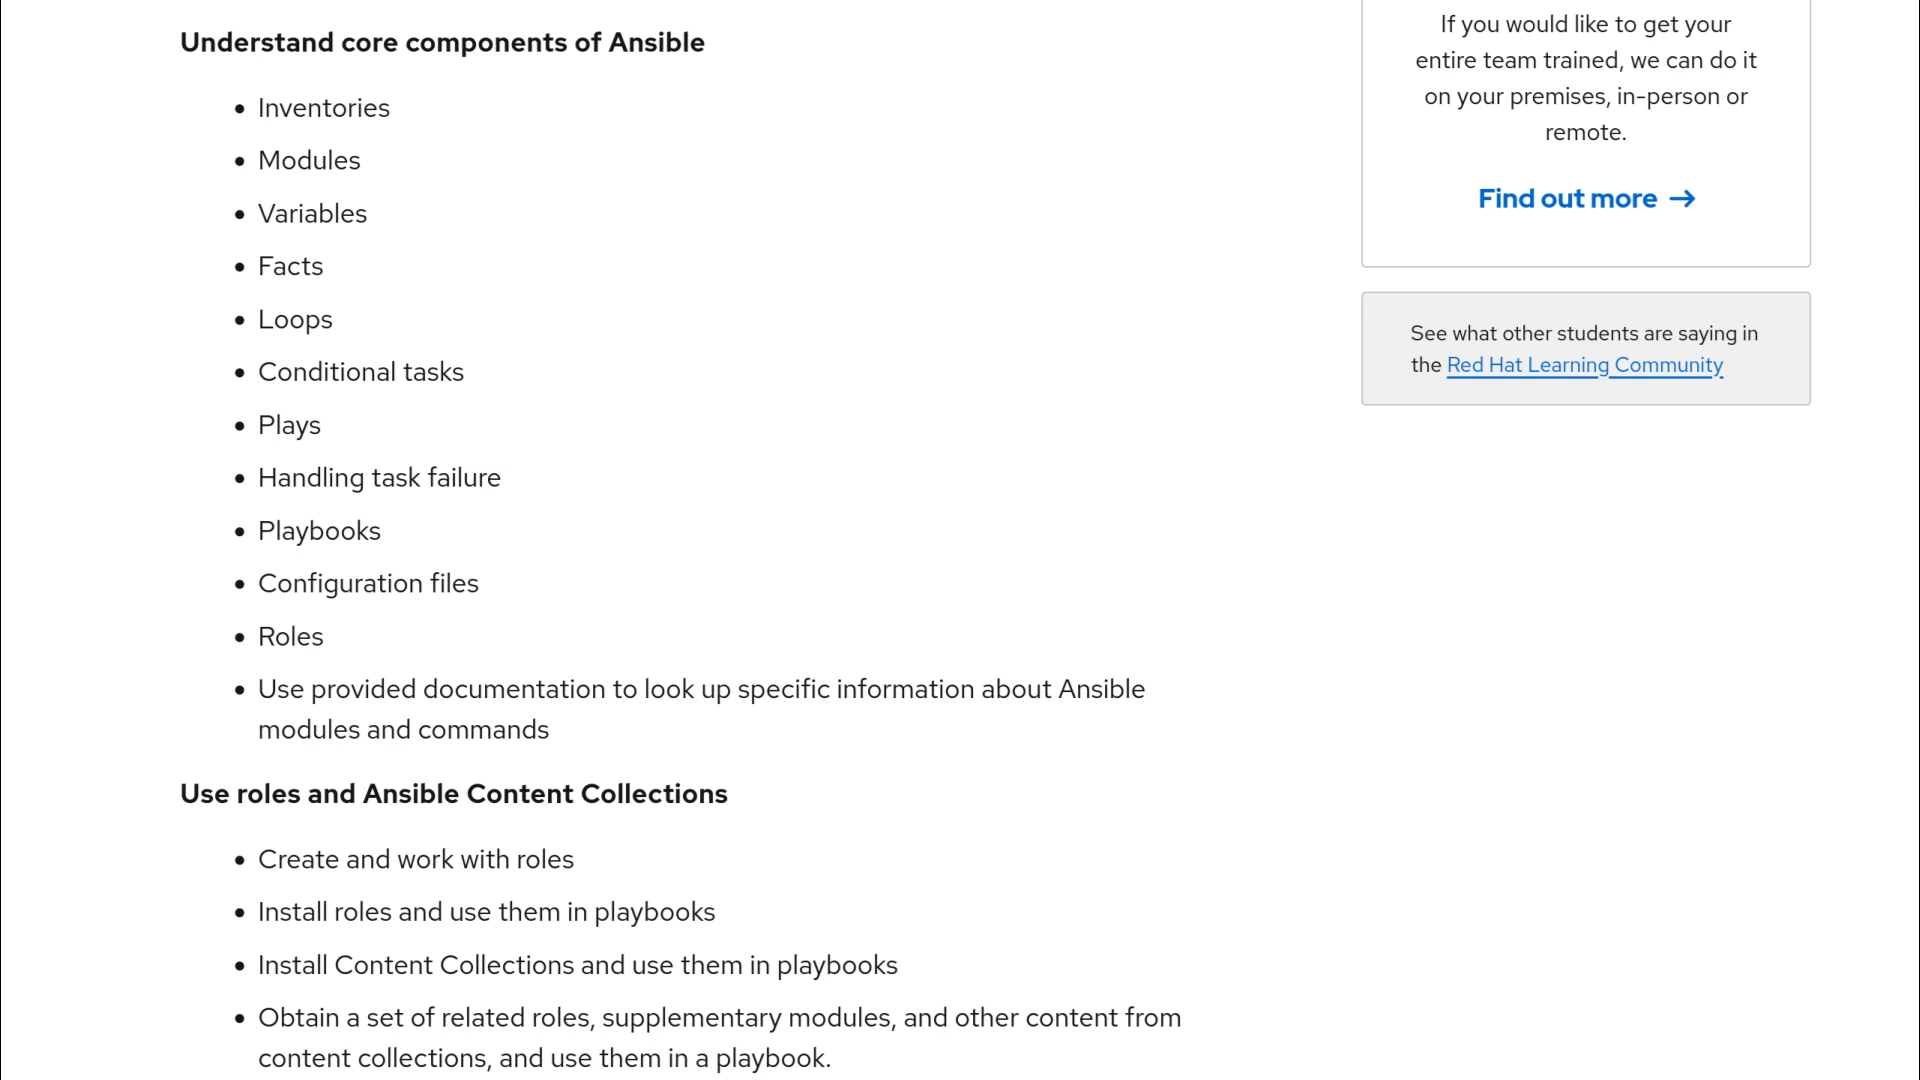 Understand core components of Ansible
Inventories
Modules
Variables
Facts
Loops
Conditional tasks
Plays
Handling task failure
Playbooks
Configuration files
Roles
Use provided documentation to look up specific information about Ansible
modules and commands
Use roles and Ansible Content Collections
Create and work with roles
Install roles and use them in playbooks
Install Content Collections and use them in playbooks
Obtain a set of related roles, supplementary modules, and other content from
content collections, and use them in a playbook.
If you would like to get your
entire team trained, we can do it
on your premises, in-person or
remote.
Find out more →
See what other students are saying in
the Red Hat Learning Community